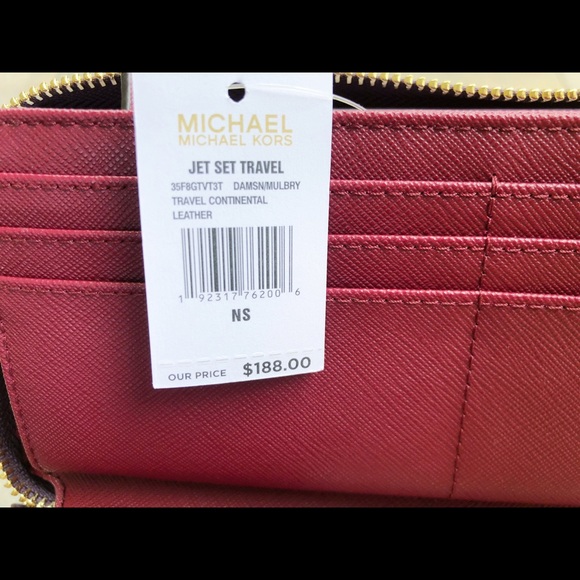 MICHAEL
MICHAEL KORS
JET SET TRAVEL
35F8GTVT3T DAMSN/MULBRY
TRAVEL CONTINENTAL
LEATHER
1 92317 76200 6
NS
OUR PRICE $188.00